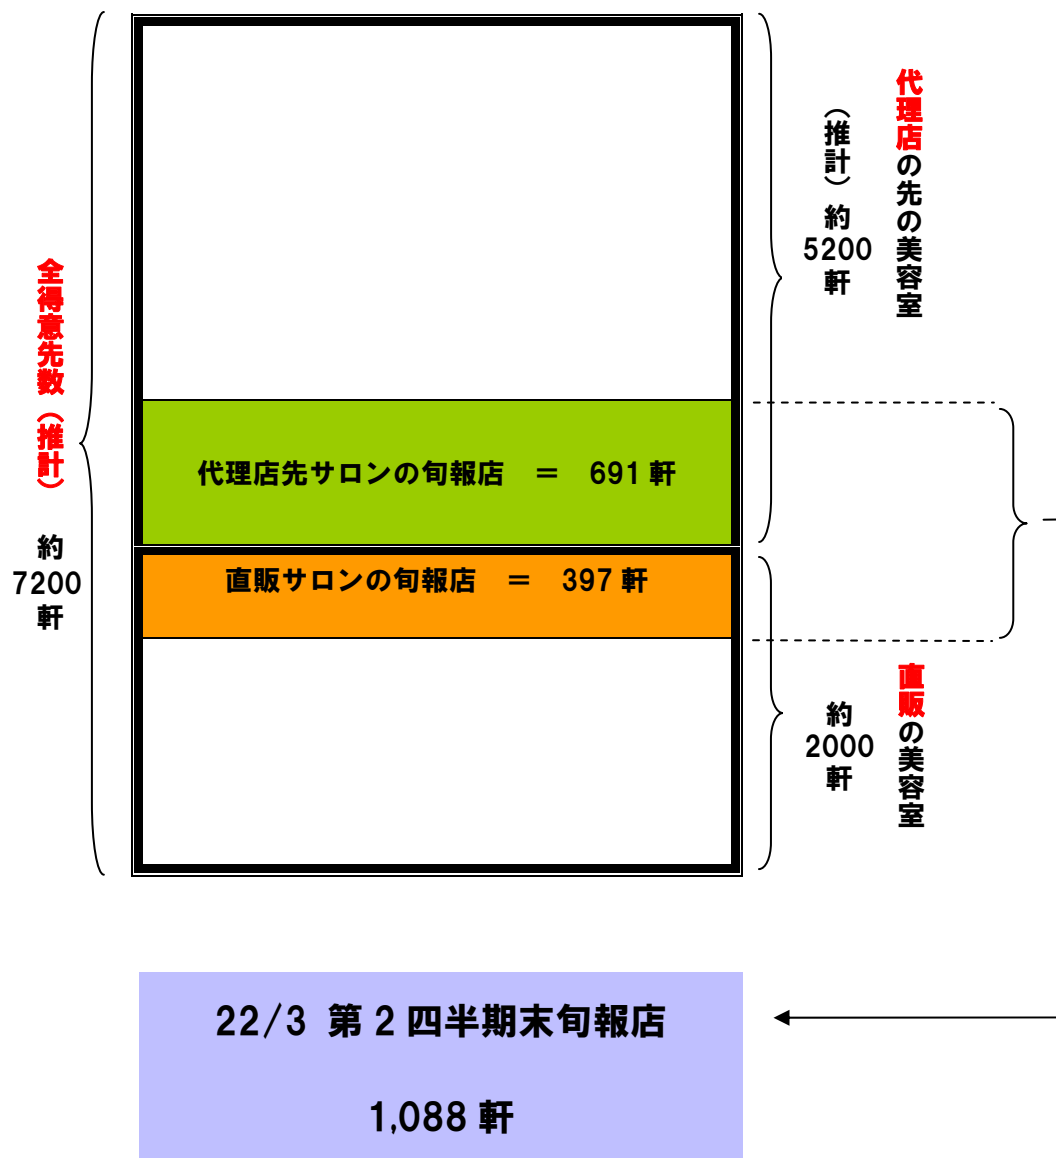 全得意先数（推計）
約
7200
軒
代理店の先の美容室
（推計）約
5200
軒
代理店先サロンの旬報店 ＝ 691 軒
直販サロンの旬報店 ＝ 397 軒
直販の美容室
約
2000
軒
22/3 第2四半期末旬報店
1,088 軒